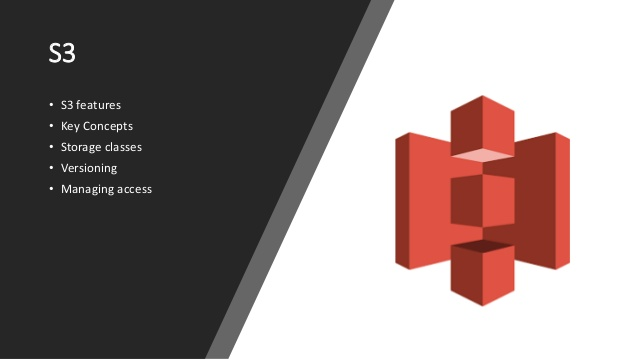 S3
• S3 features
• Key Concepts
• Storage classes
• Versioning
• Managing access